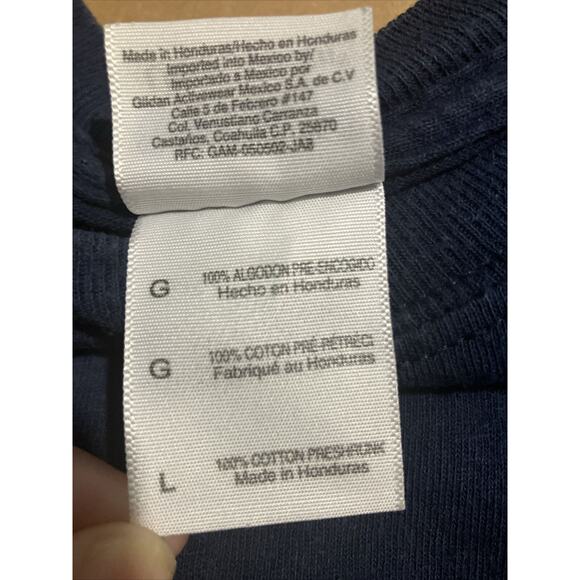 Made in Honduras/Hecho en Honduras
Imported into Mexico by/
Importado a Mexico por
Gildan Activewear Mexico S.A. de C.V
Calle 5 de Febrero #147
Col. Venustiano Carranza
Castaños, Coahuila C.P. 25870
RFC: GAM-050502-JA8
G 100% ALGODON PRE-ENCOGIDO
Hecho en Honduras
G 100% COTON PRÉ-RÉTRÉCI
Fabriqué au Honduras
L 100% COTTON PRESHRUNK
Made in Honduras